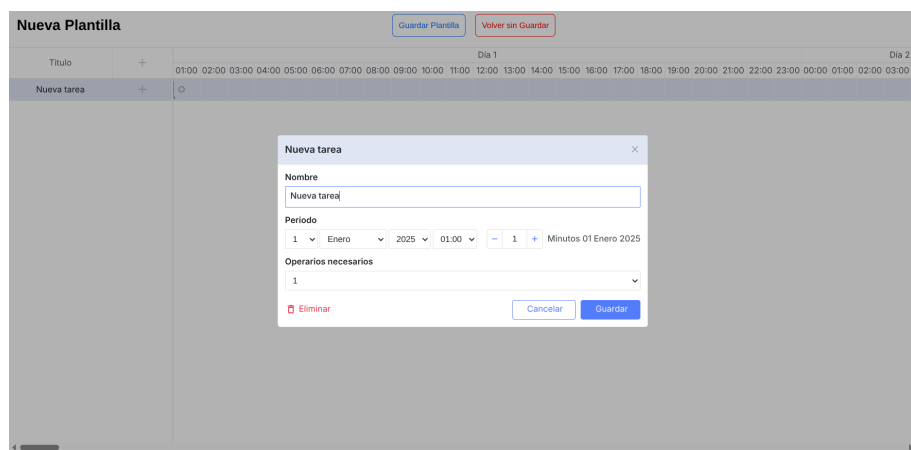 Nueva Plantilla
Guardar Plantilla
Volver sin Guardar
Título
Día 1
Día 2
01:00 02:00 03:00 04:00 05:00 06:00 07:00 08:00 09:00 10:00 11:00 12:00 13:00 14:00 15:00 16:00 17:00 18:00 19:00 20:00 21:00 22:00 23:00 00:00 01:00 02:00 03:00
Nueva tarea
Nueva tarea
Nombre
Nueva tarea
Periodo
1 Enero 2025 01:00 − 1 + Minutos 01 Enero 2025
Operarios necesarios
1
Eliminar
Cancelar
Guardar